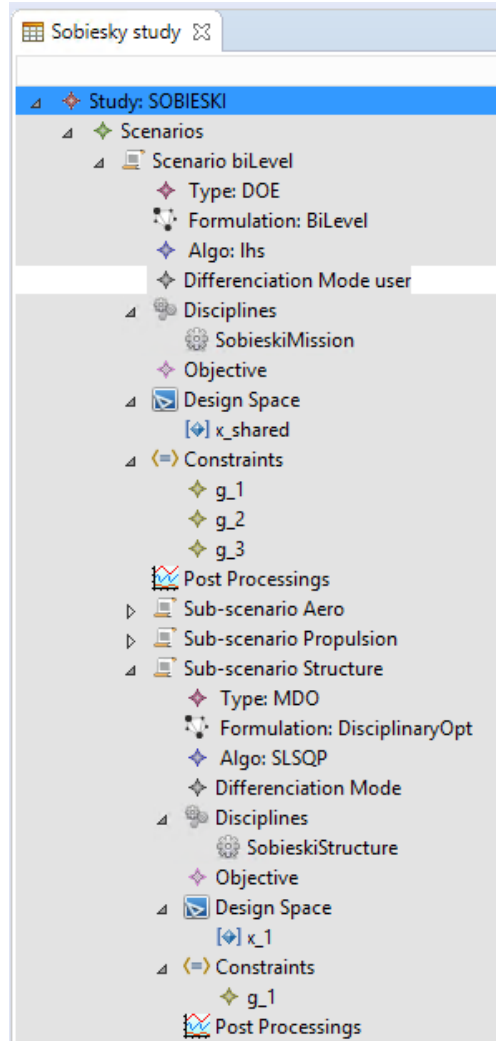 Sobiesky study
Study: SOBIESKI
Scenarios
Scenario biLevel
Type: DOE
Formulation: BiLevel
Algo: lhs
Differenciation Mode user
Disciplines
SobieskiMission
Objective
Design Space
x_shared
Constraints
g_1
g_2
g_3
Post Processings
Sub-scenario Aero
Sub-scenario Propulsion
Sub-scenario Structure
Type: MDO
Formulation: DisciplinaryOpt
Algo: SLSQP
Differenciation Mode
Disciplines
SobieskiStructure
Objective
Design Space
x_1
Constraints
g_1
Post Processings